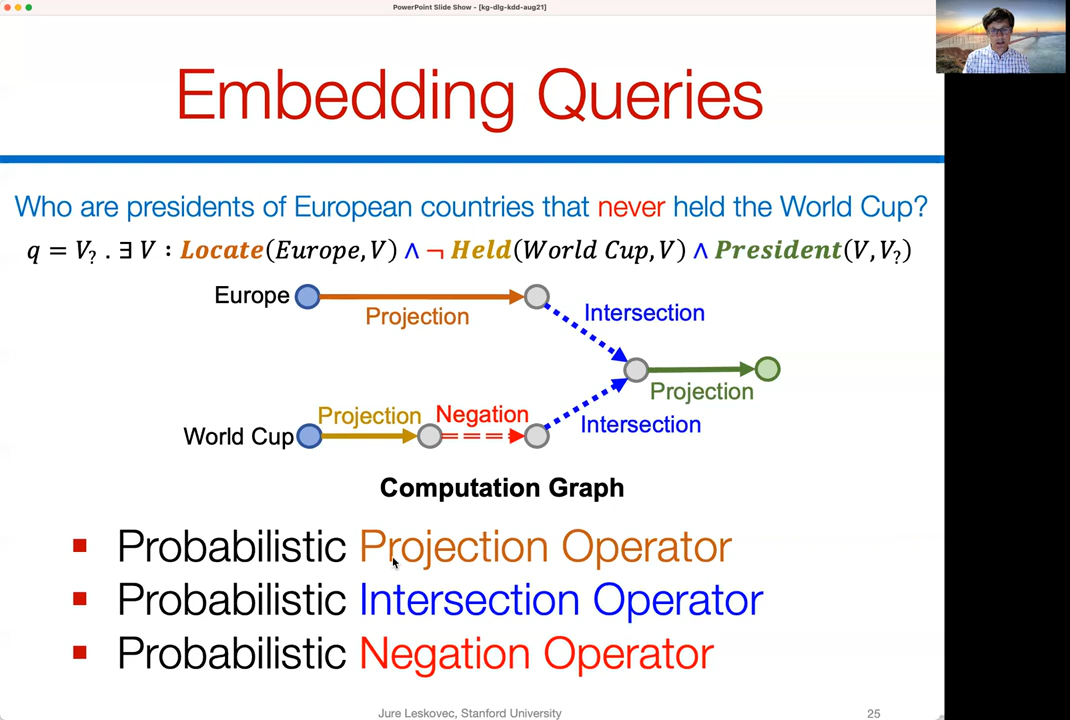 PowerPoint Slide Show - [kg-dlg-kdd-aug21]
Embedding Queries
Who are presidents of European countries that never held the World Cup?
q = V? . ∃ V : Locate(Europe, V) ∧ ¬ Held(World Cup, V) ∧ President(V, V?)
Europe
Projection
Intersection
Projection
World Cup
Projection
Negation
Intersection
Computation Graph
▪ Probabilistic Projection Operator
▪ Probabilistic Intersection Operator
▪ Probabilistic Negation Operator
Jure Leskovec, Stanford University
25